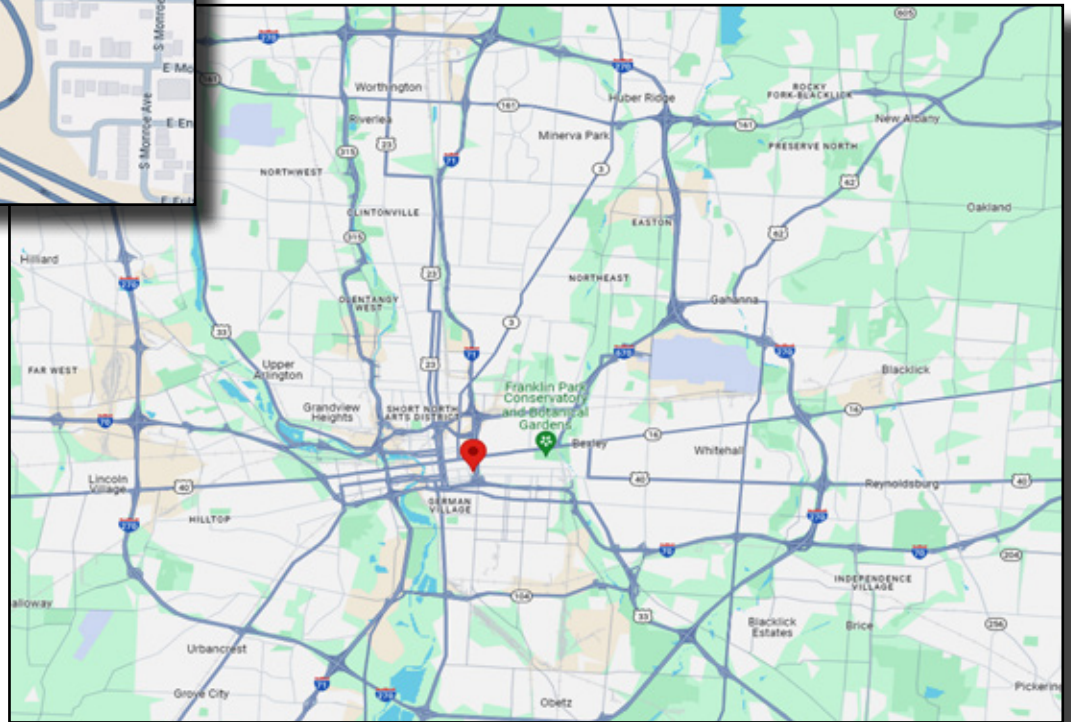 S Monroe
E Mo
S Monroe Ave
E En
605
270
270
161
Worthington
ROCKY
FORK-BLACKLICK
Huber Ridge
161
New Albany
Riverlea
161
Minerva Park
23
PRESERVE NORTH
315
71
3
NORTHWEST
62
Oakland
CLINTONVILLE
EASTON
62
315
Hilliard
23
NORTHEAST
270
OLENTANGY
WEST
Gahanna
3
33
71
670
270
23
Upper
Arlington
FAR WEST
Blacklick
Franklin Park
Conservatory
and Botanical
Gardens
Grandview
Heights
SHORT NORTH
ARTS DISTRICT
16
70
16
Bexley
Whitehall
Lincoln
Village
40
40
Reynoldsburg
40
GERMAN
VILLAGE
HILLTOP
270
270
70
70
204
INDEPENDENCE
VILLAGE
alloway
104
33
Blacklick
Estates
Brice
256
Urbancrest
71
270
Grove City
Obetz
Pickerin